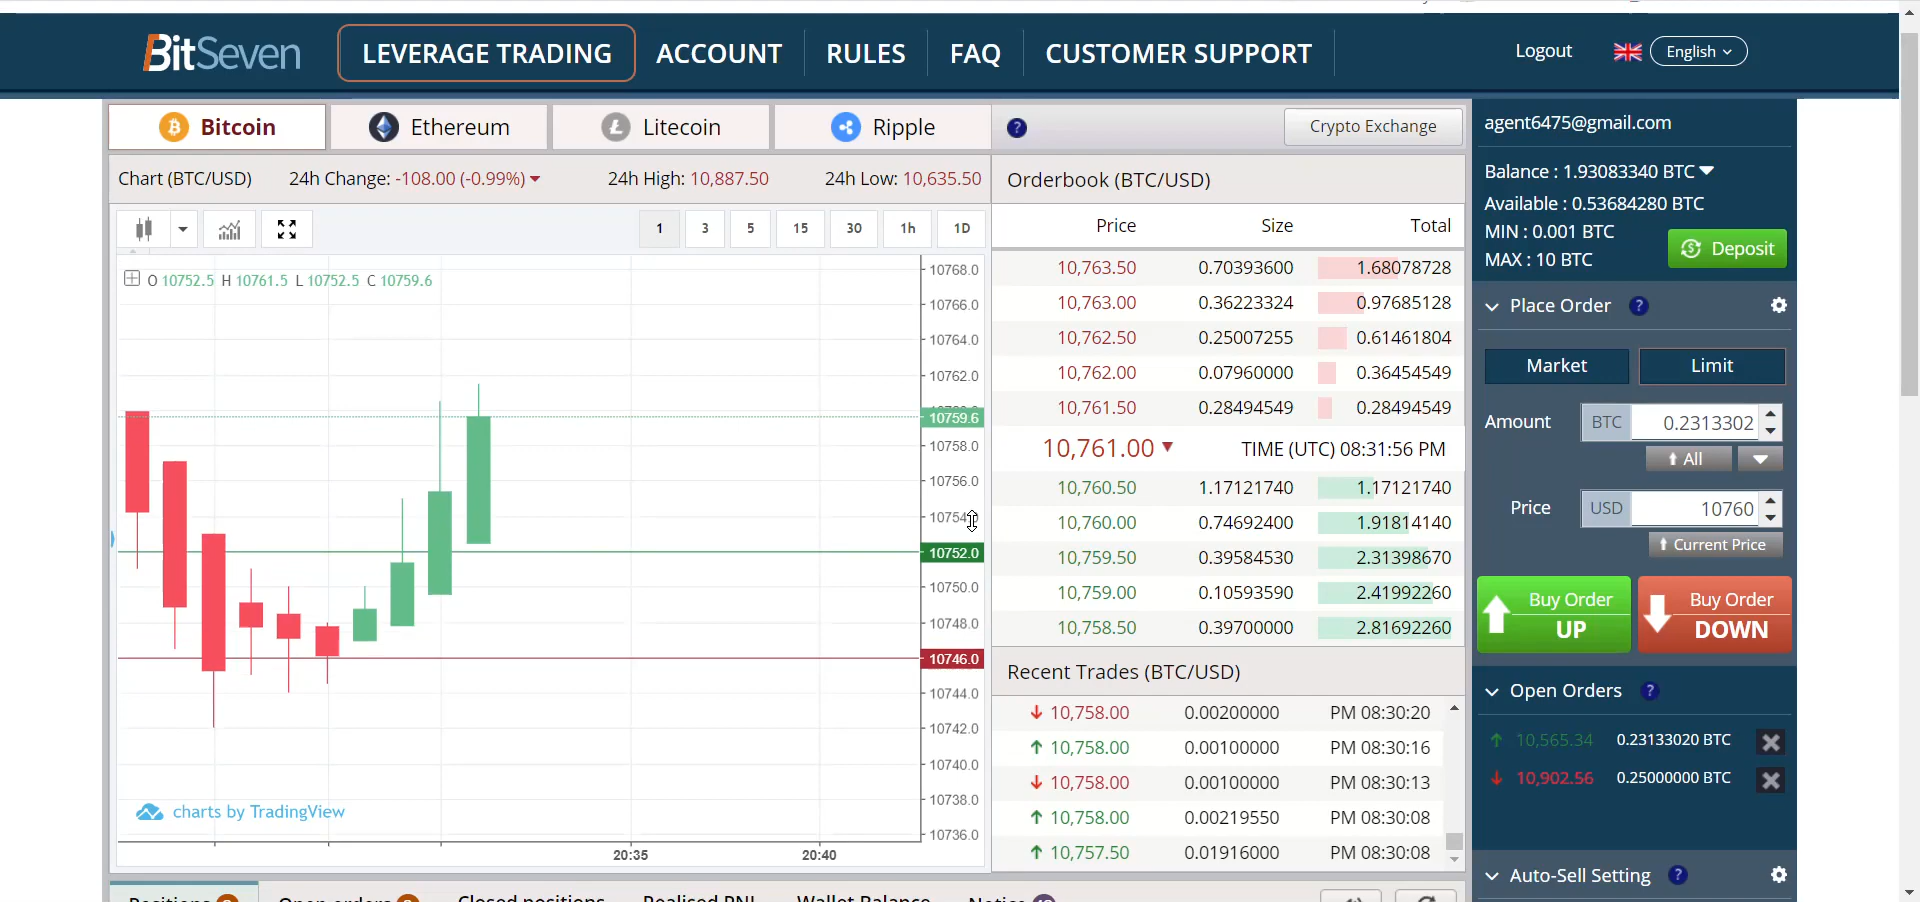 BitSeven
LEVERAGE TRADING
ACCOUNT
RULES
FAQ
CUSTOMER SUPPORT
Logout
English
Bitcoin
Ethereum
Litecoin
Ripple
?
Crypto Exchange
Chart (BTC/USD)
24h Change: -108.00 (-0.99%)
24h High: 10,887.50
24h Low: 10,635.50
1 3 5 15 30 1h 1D
O 10752.5 H 10761.5 L 10752.5 C 10759.6
10768.0
10766.0
10764.0
10762.0
10759.6
10758.0
10756.0
10754
10752.0
10750.0
10748.0
10746.0
10744.0
10742.0
10740.0
10738.0
10736.0
charts by TradingView
20:35 20:40
Orderbook (BTC/USD)
Price Size Total
10,763.50 0.70393600 1.68078728
10,763.00 0.36223324 0.97685128
10,762.50 0.25007255 0.61461804
10,762.00 0.07960000 0.36454549
10,761.50 0.28494549 0.28494549
10,761.00 TIME (UTC) 08:31:56 PM
10,760.50 1.17121740 1.17121740
10,760.00 0.74692400 1.91814140
10,759.50 0.39584530 2.31398670
10,759.00 0.10593590 2.41992260
10,758.50 0.39700000 2.81692260
Recent Trades (BTC/USD)
10,758.00 0.00200000 PM 08:30:20
10,758.00 0.00100000 PM 08:30:16
10,758.00 0.00100000 PM 08:30:13
10,758.00 0.00219550 PM 08:30:08
10,757.50 0.01916000 PM 08:30:08
agent6475@gmail.com
Balance : 1.93083340 BTC
Available : 0.53684280 BTC
MIN : 0.001 BTC
MAX : 10 BTC
Deposit
Place Order ?
Market Limit
Amount BTC 0.2313302
All
Price USD 10760
Current Price
Buy Order UP
Buy Order DOWN
Open Orders ?
10,565.34 0.23133020 BTC
10,902.56 0.25000000 BTC
Auto-Sell Setting ?
Positions
Open orders
Closed positions
Realised PNL
Wallet Balance
Notice